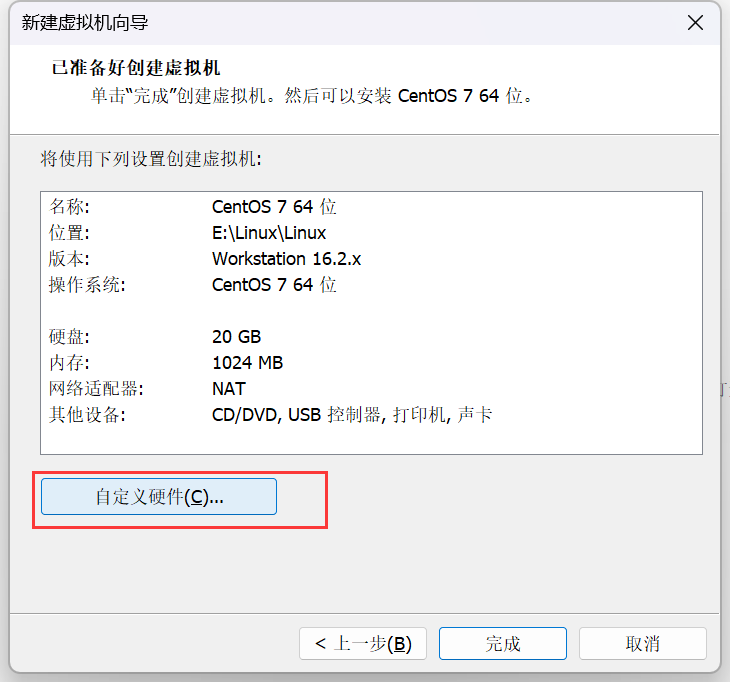 新建虚拟机向导
已准备好创建虚拟机
单击“完成”创建虚拟机。然后可以安装 CentOS 7 64 位。
将使用下列设置创建虚拟机:
名称: CentOS 7 64 位
位置: E:\Linux\Linux
版本: Workstation 16.2.x
操作系统: CentOS 7 64 位
硬盘: 20 GB
内存: 1024 MB
网络适配器: NAT
其他设备: CD/DVD, USB 控制器, 打印机, 声卡
自定义硬件(C)...
< 上一步(B) 完成 取消